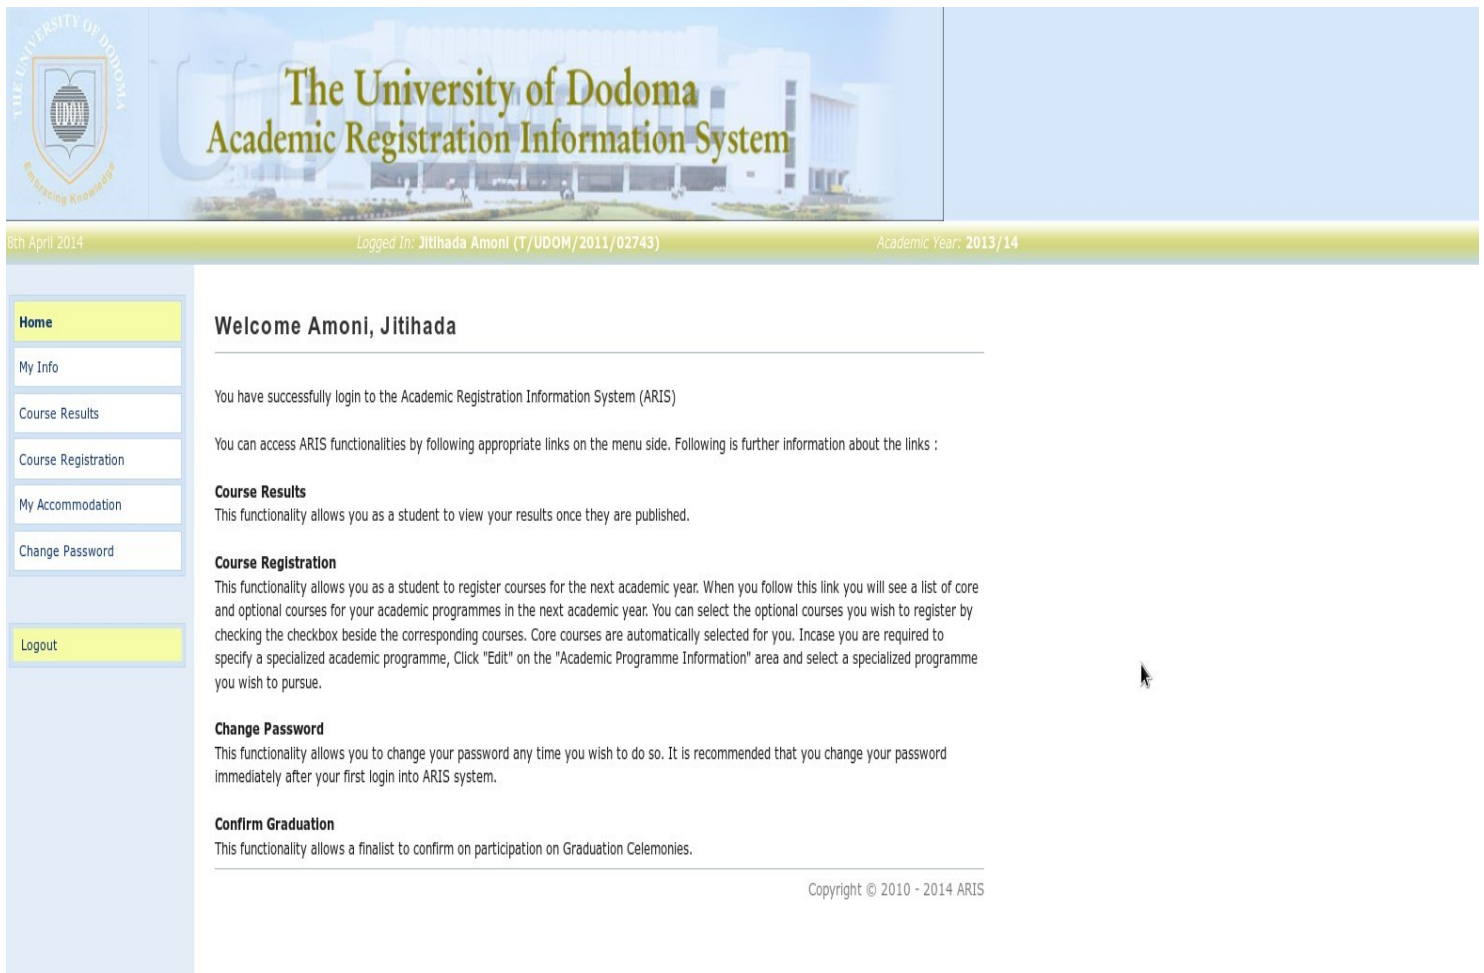 THE UNIVERSITY OF DODOMA
UDOM
Embracing Knowledge
UDOM
The University of Dodoma
Academic Registration Information System
8th April 2014
Logged In: Jitihada Amoni (T/UDOM/2011/02743)
Academic Year: 2013/14
Home
My Info
Course Results
Course Registration
My Accommodation
Change Password
Logout
Welcome Amoni, Jitihada
You have successfully login to the Academic Registration Information System (ARIS)
You can access ARIS functionalities by following appropriate links on the menu side. Following is further information about the links :
Course Results
This functionality allows you as a student to view your results once they are published.
Course Registration
This functionality allows you as a student to register courses for the next academic year. When you follow this link you will see a list of core
and optional courses for your academic programmes in the next academic year. You can select the optional courses you wish to register by
checking the checkbox beside the corresponding courses. Core courses are automatically selected for you. Incase you are required to
specify a specialized academic programme, Click "Edit" on the "Academic Programme Information" area and select a specialized programme
you wish to pursue.
Change Password
This functionality allows you to change your password any time you wish to do so. It is recommended that you change your password
immediately after your first login into ARIS system.
Confirm Graduation
This functionality allows a finalist to confirm on participation on Graduation Celemonies.
Copyright © 2010 - 2014 ARIS